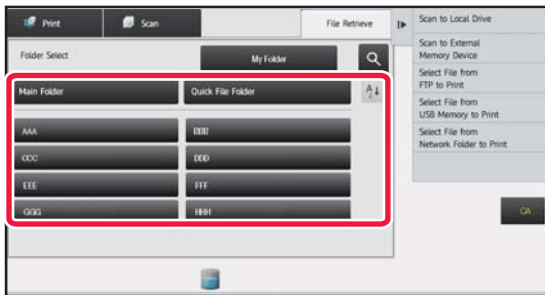 Print
Scan
File Retrieve
Folder Select
My Folder
Main Folder
Quick File Folder
AAA
BBB
CCC
DDD
EEE
FFF
GGG
HHH
Scan to Local Drive
Scan to External
Memory Device
Select File from
FTP to Print
Select File from
USB Memory to Print
Select File from
Network Folder to Print
CA